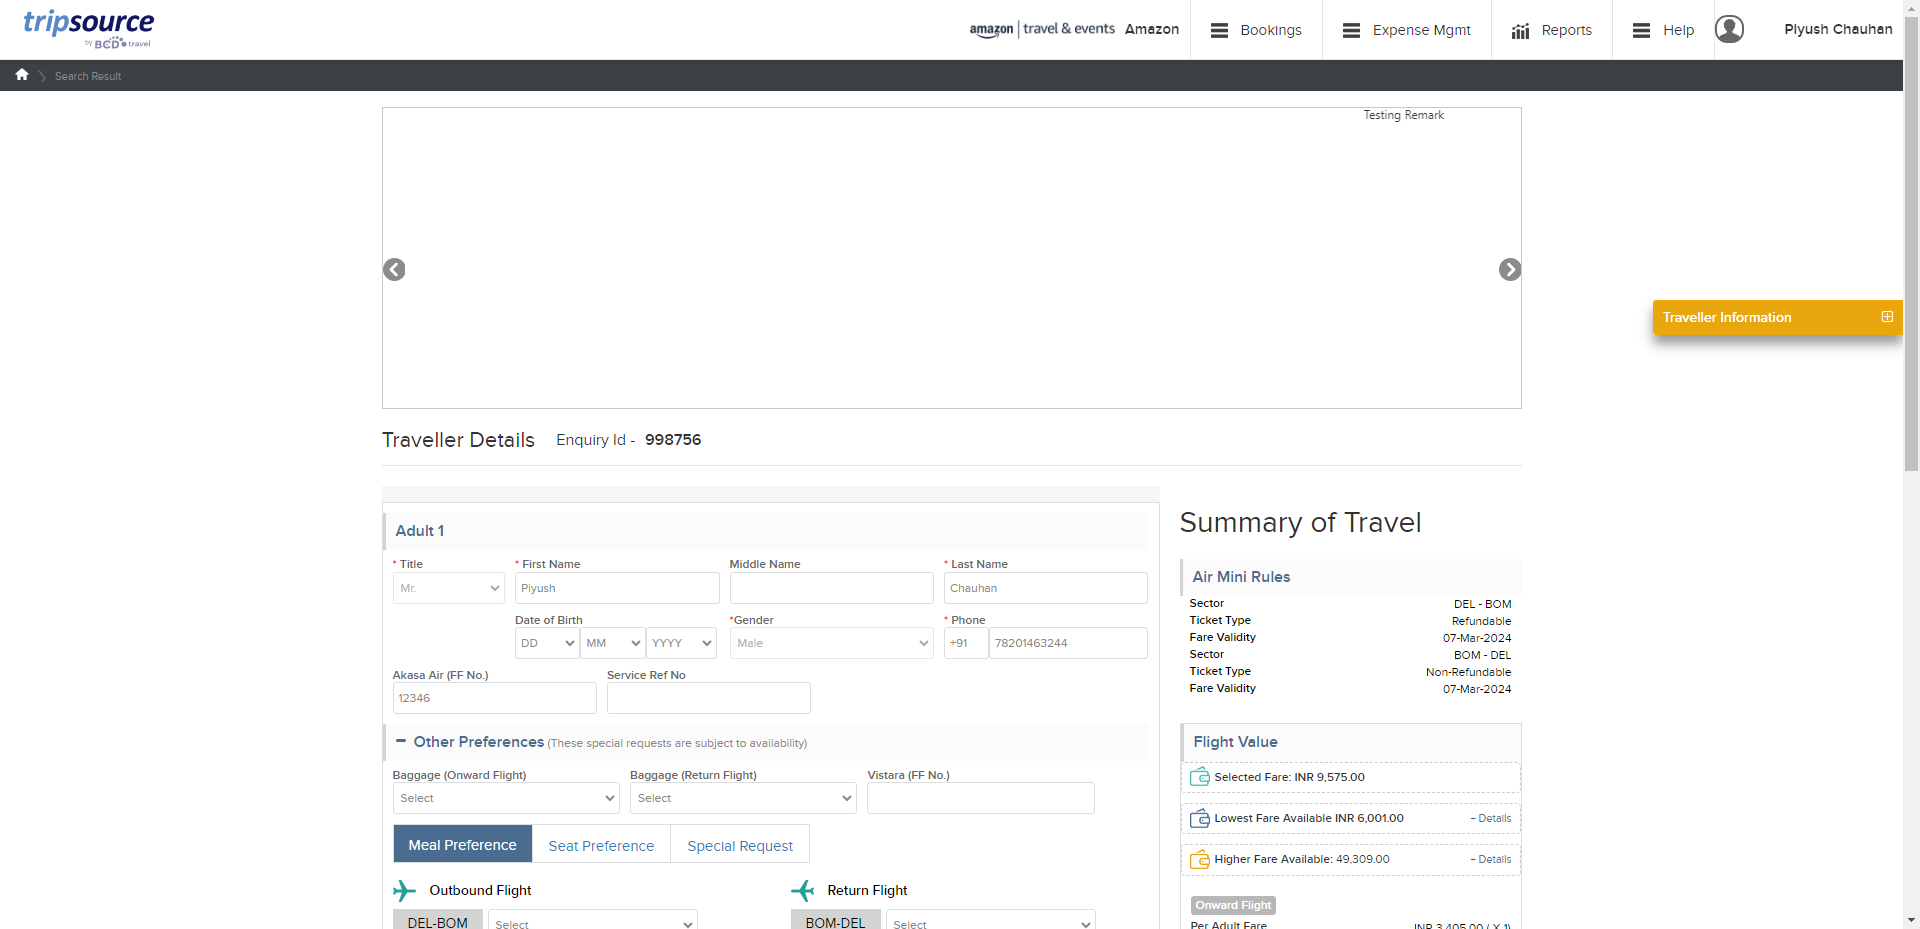 tripsource
by BCD travel
amazon | travel & events Amazon
Bookings
Expense Mgmt
Reports
Help
Piyush Chauhan
Search Result
Testing Remark
Traveller Information
Traveller Details Enquiry Id - 998756
Adult 1
* Title * First Name Middle Name * Last Name
Mr. Piyush Chauhan
Date of Birth *Gender * Phone
DD MM YYYY Male +91 78201463244
Akasa Air (FF No.) Service Ref No
12346
Other Preferences (These special requests are subject to availability)
Baggage (Onward Flight) Baggage (Return Flight) Vistara (FF No.)
Select Select
Meal Preference Seat Preference Special Request
Outbound Flight Return Flight
DEL-BOM Select BOM-DEL Select
Summary of Travel
Air Mini Rules
Sector DEL - BOM
Ticket Type Refundable
Fare Validity 07-Mar-2024
Sector BOM - DEL
Ticket Type Non-Refundable
Fare Validity 07-Mar-2024
Flight Value
Selected Fare: INR 9,575.00
Lowest Fare Available INR 6,001.00 + Details
Higher Fare Available: 49,309.00 + Details
Onward Flight
Per Adult Fare INR 3,405.00 ( X 1)